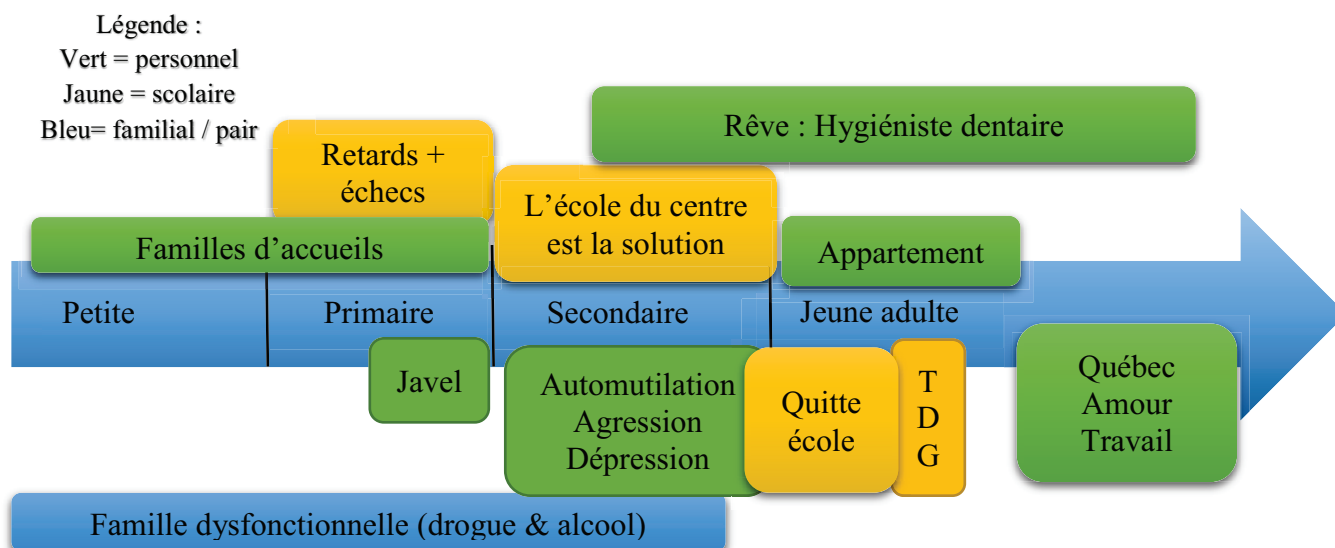 Légende :
Vert = personnel
Jaune = scolaire
Bleu= familial / pair
Rêve : Hygiéniste dentaire
Retards +
échecs
L’école du centre
est la solution
Familles d’accueils
Appartement
Petite
Primaire
Secondaire
Jeune adulte
Javel
Automutilation
Agression
Dépression
Quitte
école
T
D
G
Québec
Amour
Travail
Famille dysfonctionnelle (drogue & alcool)